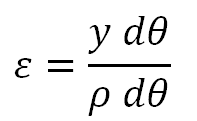 ε = y dθ / ρ dθ